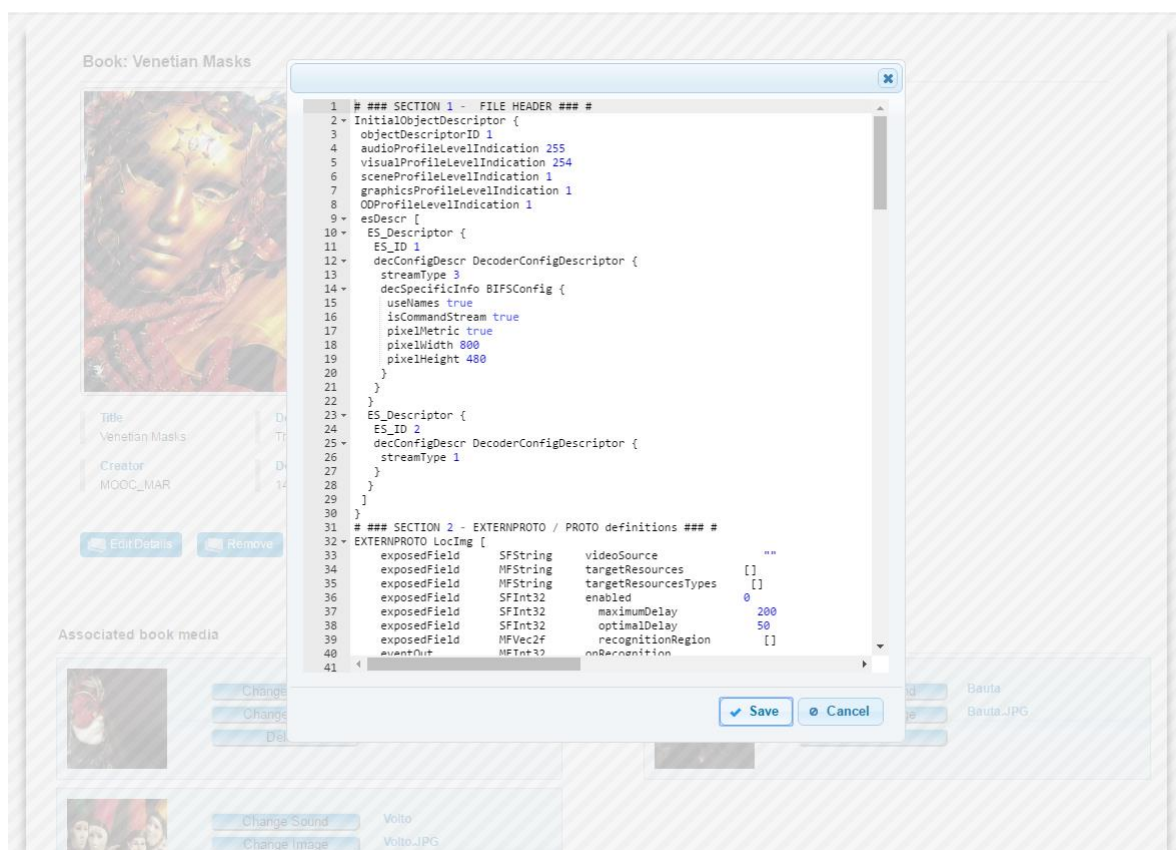 Book: Venetian Masks
1 # ### SECTION 1 -  FILE HEADER ### #
2 InitialObjectDescriptor {
3 objectDescriptorID 1
4 audioProfileLevelIndication 255
5 visualProfileLevelIndication 254
6 sceneProfileLevelIndication 1
7 graphicsProfileLevelIndication 1
8 ODProfileLevelIndication 1
9 esDescr [
10 ES_Descriptor {
11 ES_ID 1
12 decConfigDescr DecoderConfigDescriptor {
13 streamType 3
14 decSpecificInfo BIFSConfig {
15 useNames true
16 isCommandStream true
17 pixelMetric true
18 pixelWidth 800
19 pixelHeight 480
20 }
21 }
22 }
23 ES_Descriptor {
24 ES_ID 2
25 decConfigDescr DecoderConfigDescriptor {
26 streamType 1
27 }
28 }
29 ]
30 }
31 # ### SECTION 2 - EXTERNPROTO / PROTO definitions ### #
32 EXTERNPROTO LocImg [
33 exposedField SFString videoSource ""
34 exposedField MFString targetResources []
35 exposedField MFString targetResourcesTypes []
36 exposedField SFInt32 enabled 0
37 exposedField SFInt32 maximumDelay 200
38 exposedField SFInt32 optimalDelay 50
39 exposedField MFVec2f recognitionRegion []
40 eventOut MFInt32 onRecognition
41
Save Cancel
Title
Venetian Masks
Creator
MOOC_MAR
Edit Details Remove
Associated book media
Change
Change
Bauta
Bauta.JPG
Change Sound Volto
Change Image Volto.JPG